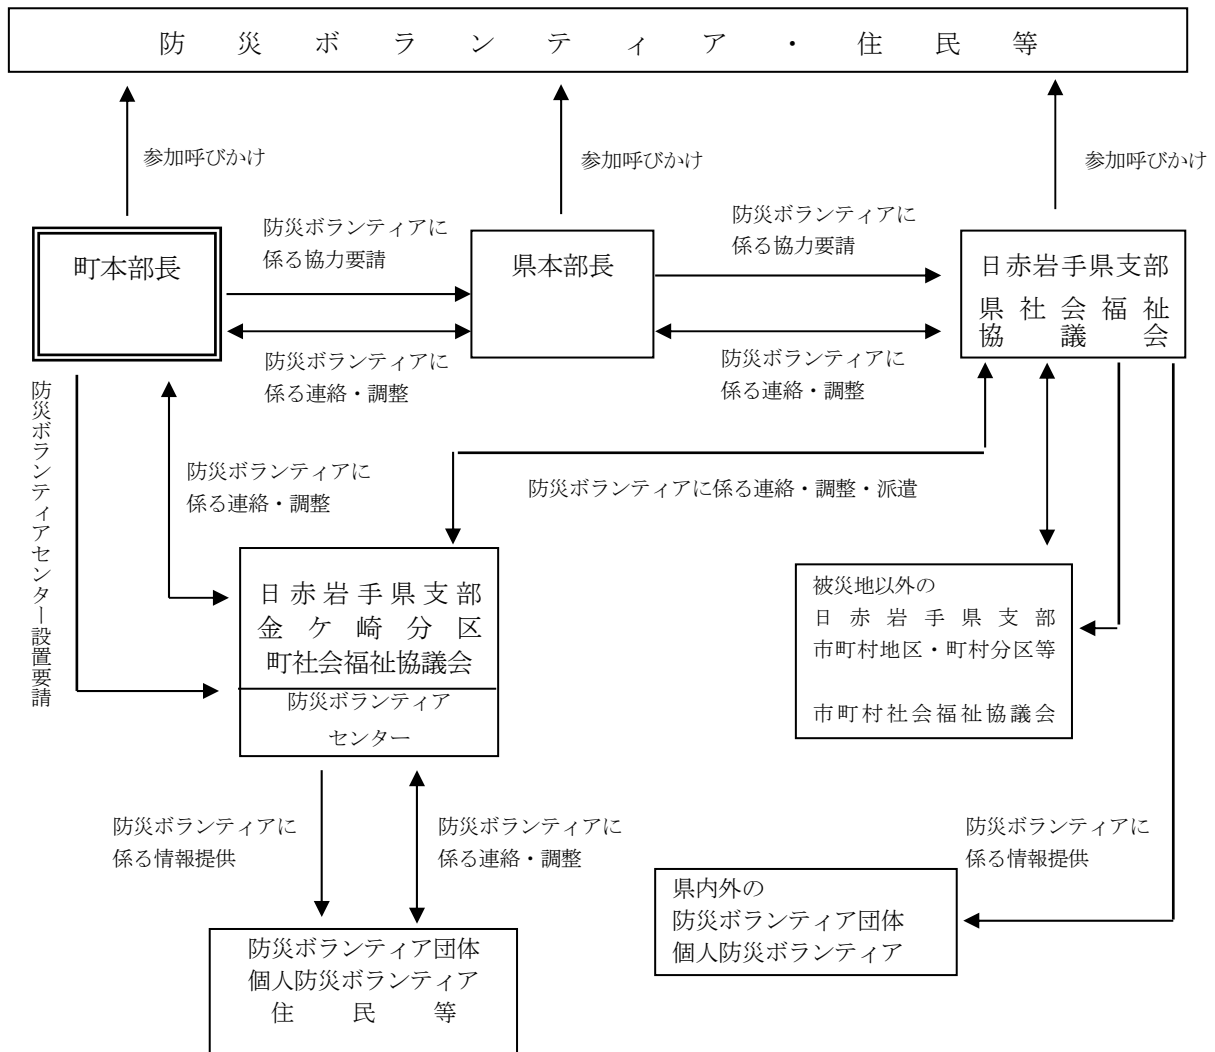 防災ボランティア・住民等
参加呼びかけ
参加呼びかけ
参加呼びかけ
防災ボランティアに
係る協力要請
防災ボランティアに
係る協力要請
町本部長
県本部長
日赤岩手県支部
県社会福祉
協議会
防災ボランティアに
係る連絡・調整
防災ボランティアに
係る連絡・調整
防災ボランティアセンター設置要請
防災ボランティアに
係る連絡・調整
防災ボランティアに係る連絡・調整・派遣
日赤岩手県支部
金ケ崎分区
町社会福祉協議会
防災ボランティア
センター
被災地以外の
日赤岩手県支部
市町村地区・町村分区等
市町村社会福祉協議会
防災ボランティアに
係る情報提供
防災ボランティアに
係る連絡・調整
防災ボランティアに
係る情報提供
県内外の
防災ボランティア団体
個人防災ボランティア
防災ボランティア団体
個人防災ボランティア
住民等